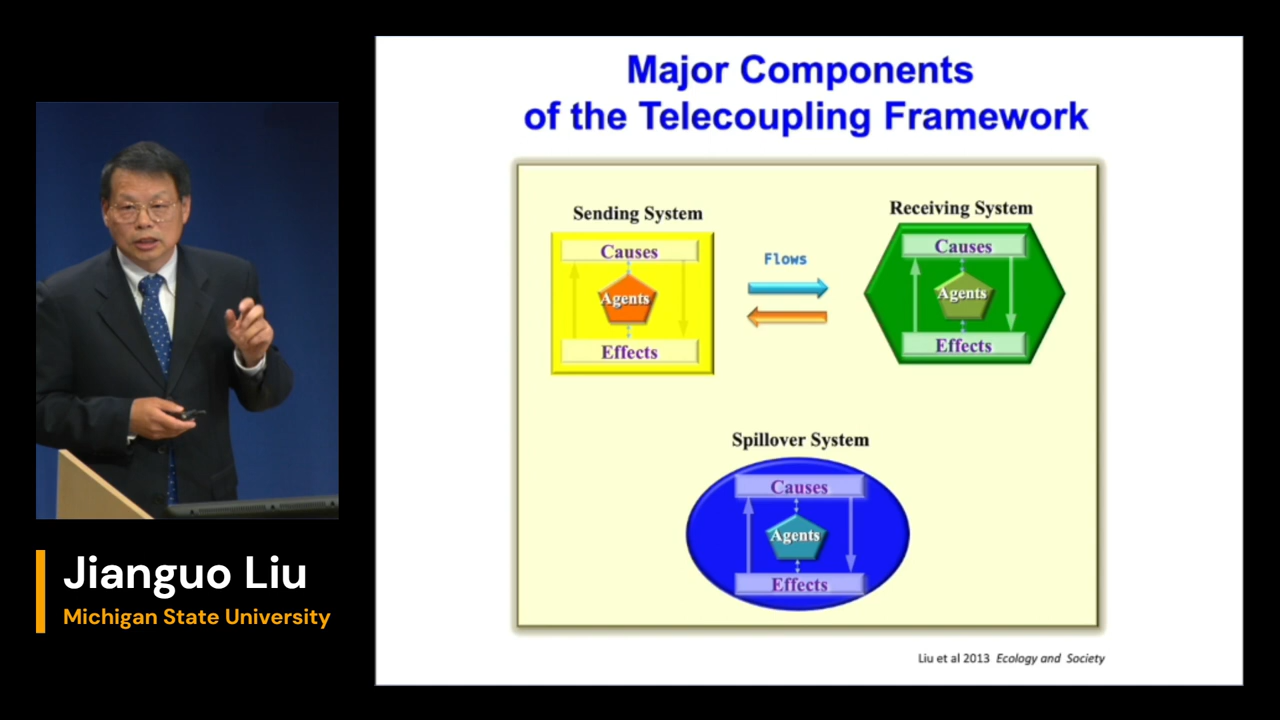 Major Components
of the Telecoupling Framework
Sending System
Causes
Agents
Effects
Flows
Receiving System
Causes
Agents
Effects
Spillover System
Causes
Agents
Effects
Liu et al 2013 Ecology and Society
Jianguo Liu
Michigan State University